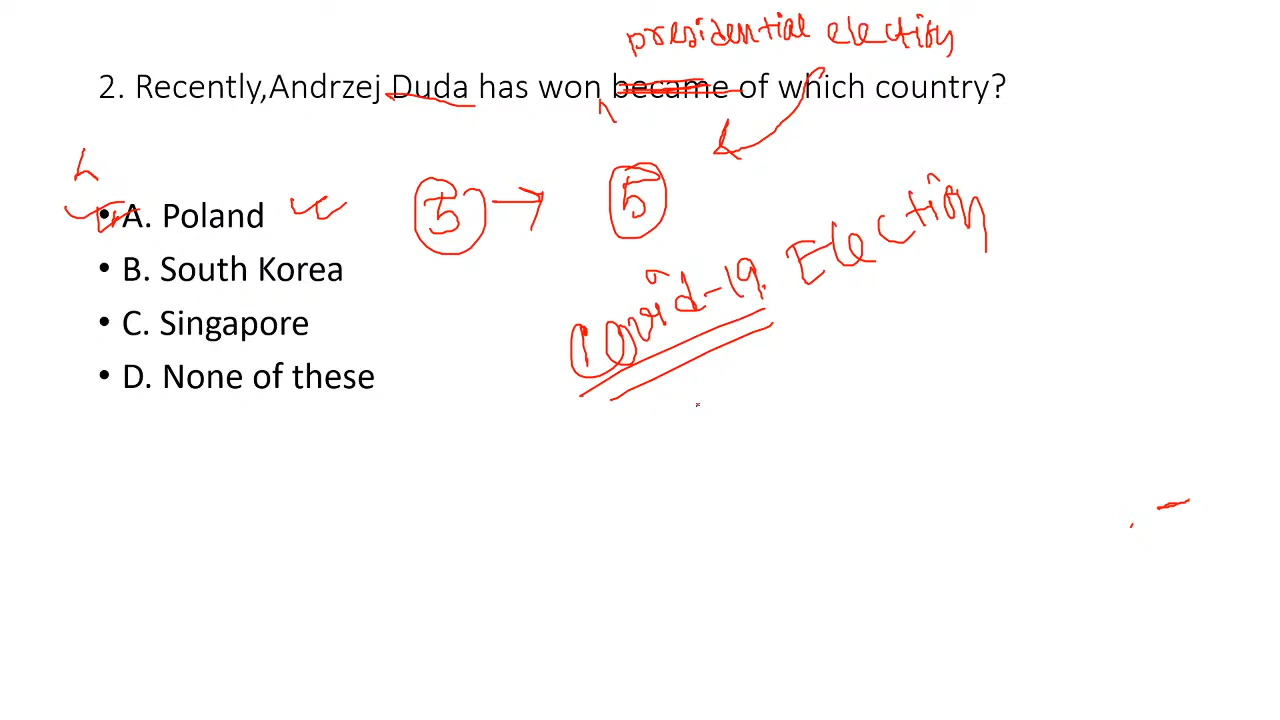 presidential election
2. Recently,Andrzej Duda has won became of which country?
• A. Poland
5 → 5
• B. South Korea
Covid-19 Election
• C. Singapore
• D. None of these